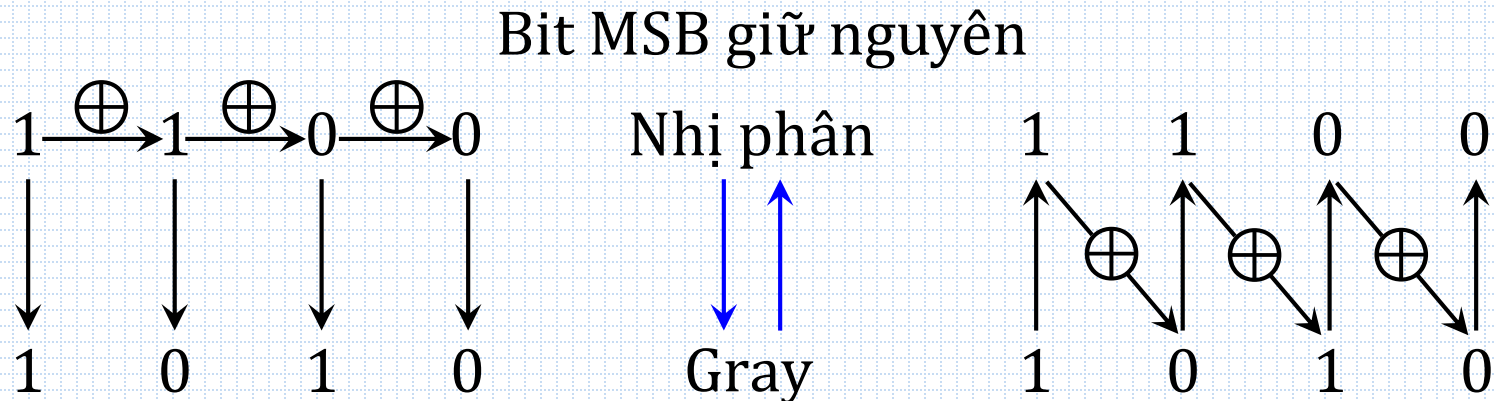 Bit MSB giữ nguyên
1 1 0 0 Nhị phân 1 1 0 0
1 0 1 0 Gray 1 0 1 0